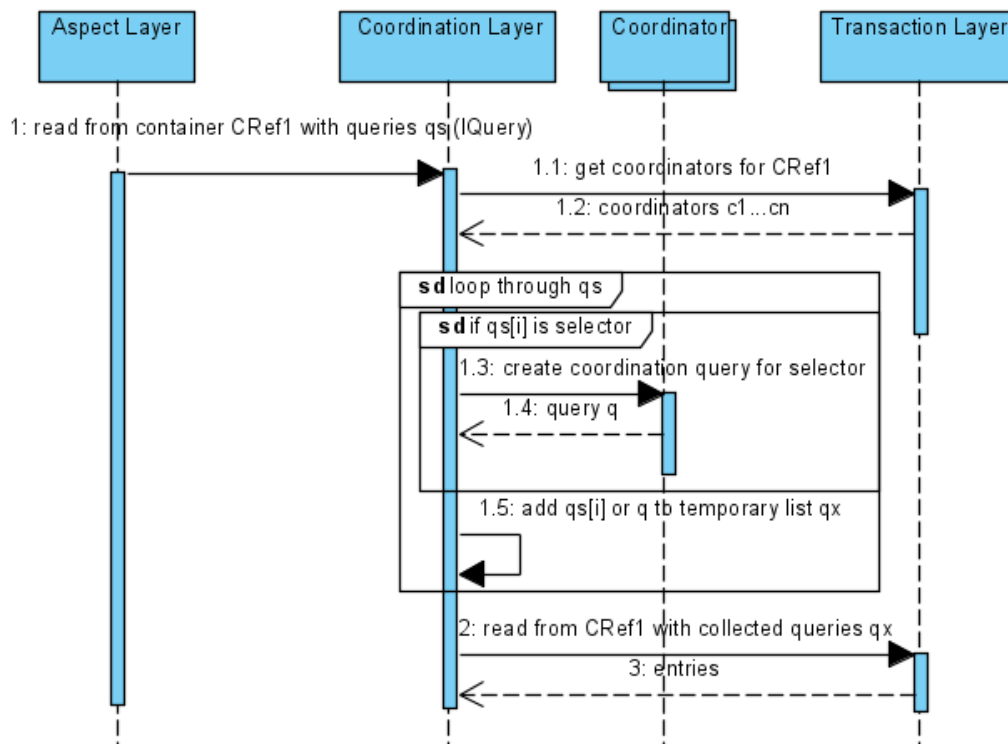 Aspect Layer
Coordination Layer
Coordinator
Transaction Layer
1: read from container CRef1 with queries qs (IQuery)
1.1: get coordinators for CRef1
1.2: coordinators c1...cn
sd loop through qs
sd if qs[i] is selector
1.3: create coordination query for selector
1.4: query q
1.5: add qs[i] or q to temporary list qx
2: read from CRef1 with collected queries qx
3: entries